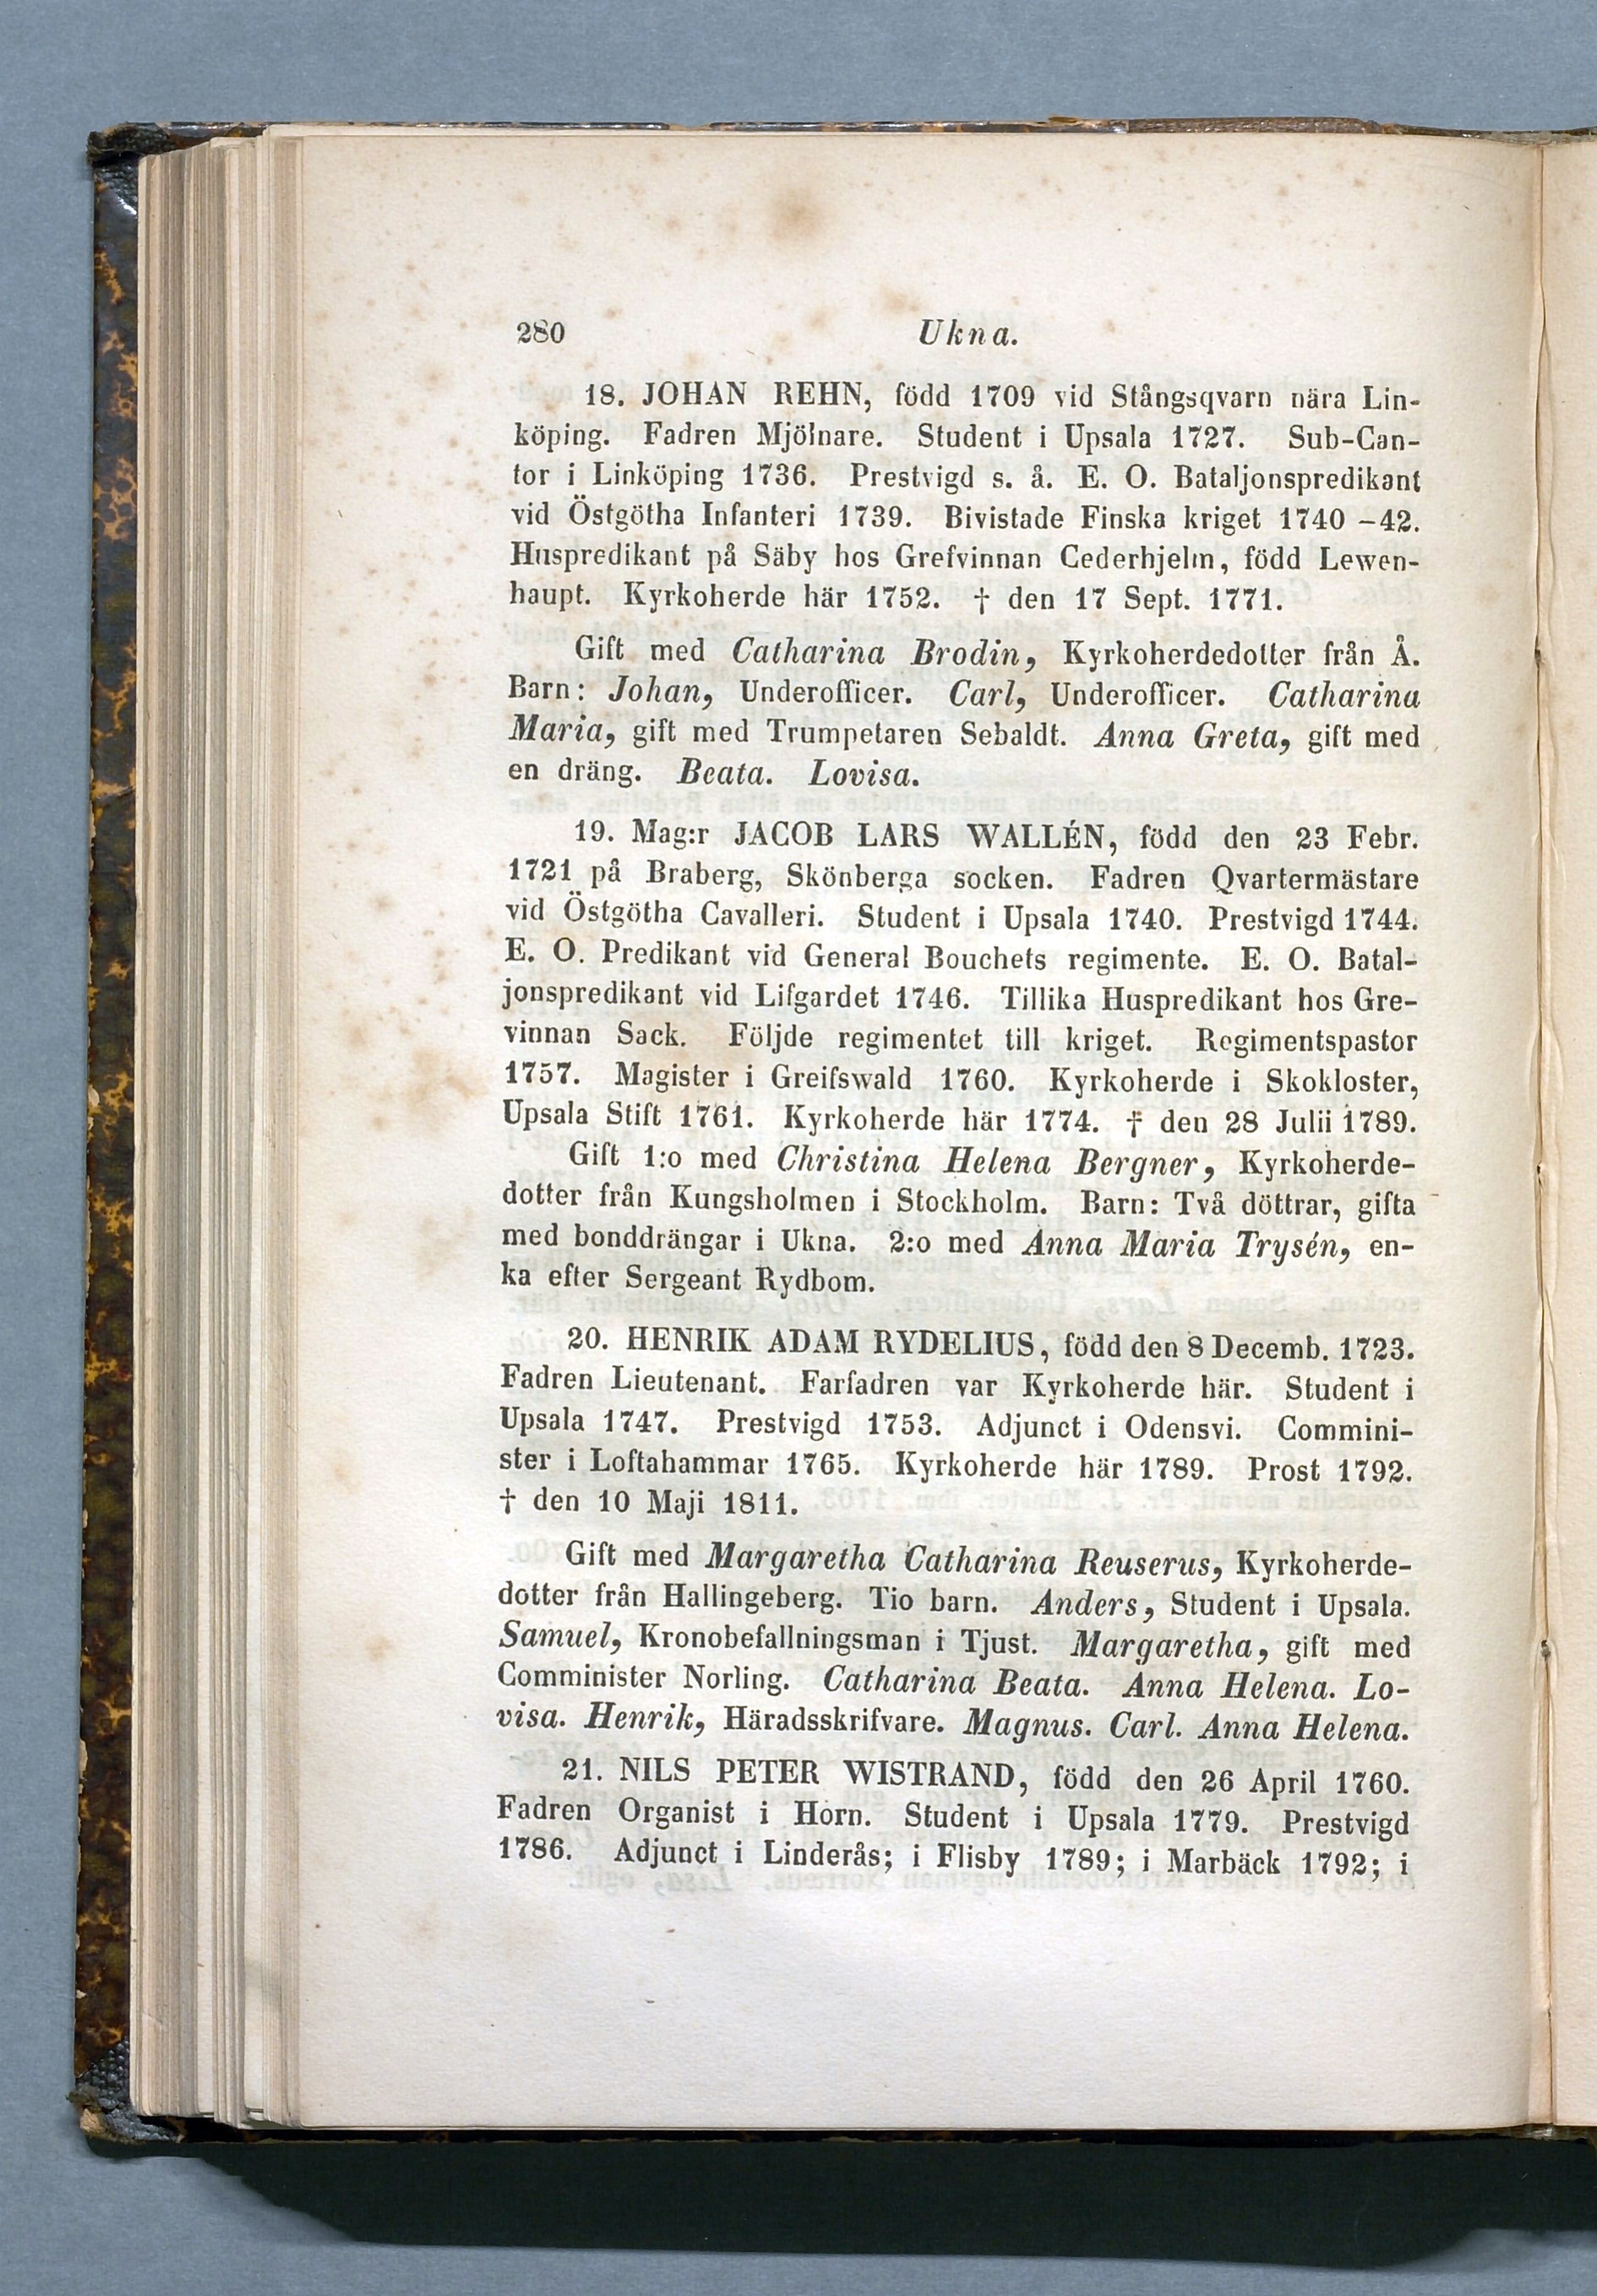 280 Ukna.
18. JOHAN REHN, född 1709 vid Stångsqvarn nära Lin-
köping. Fadren Mjölnare. Student i Upsala 1727. Sub-Can-
tor i Linköping 1736. Prestvigd s. å. E. O. Bataljonspredikant
vid Östgötha Infanteri 1739. Bivistade Finska kriget 1740-42.
Huspredikant på Säby hos Grefvinnan Cederhjelm, född Lewen-
haupt. Kyrkoherde här 1752. † den 17 Sept. 1771.
Gift med Catharina Brodin, Kyrkoherdedotter från Å.
Barn: Johan, Underofficer. Carl, Underofficer. Catharina
Maria, gift med Trumpetaren Sebaldt. Anna Greta, gift med
en dräng. Beata. Lovisa.
19. Mag:r JACOB LARS WALLÉN, född den 23 Febr.
1721 på Braberg, Skönberga socken. Fadren Qvartermästare
vid Östgötha Cavalleri. Student i Upsala 1740. Prestvigd 1744.
E. O. Predikant vid General Bouchets regimente. E. O. Batal-
jonspredikant vid Lifgardet 1746. Tillika Huspredikant hos Gre-
vinnan Sack. Följde regimentet till kriget. Regimentspastor
1757. Magister i Greifswald 1760. Kyrkoherde i Skokloster,
Upsala Stift 1761. Kyrkoherde här 1774. † den 28 Julii 1789.
Gift 1:o med Christina Helena Bergner, Kyrkoherde-
dotter från Kungsholmen i Stockholm. Barn: Två döttrar, gifta
med bonddrängar i Ukna. 2:o med Anna Maria Trysén, en-
ka efter Sergeant Rydbom.
20. HENRIK ADAM RYDELIUS, född den 8 Decemb. 1723.
Fadren Lieutenant. Farfadren var Kyrkoherde här. Student i
Upsala 1747. Prestvigd 1753. Adjunct i Odensvi. Commini-
ster i Loftahammar 1765. Kyrkoherde här 1789. Prost 1792.
† den 10 Maji 1811.
Gift med Margaretha Catharina Reuserus, Kyrkoherde-
dotter från Hallingeberg. Tio barn. Anders, Student i Upsala.
Samuel, Kronobefallningsman i Tjust. Margaretha, gift med
Comminister Norling. Catharina Beata. Anna Helena. Lo-
visa. Henrik, Häradsskrifvare. Magnus. Carl. Anna Helena.
21. NILS PETER WISTRAND, född den 26 April 1760.
Fadren Organist i Horn. Student i Upsala 1779. Prestvigd
1786. Adjunct i Linderås; i Flisby 1789; i Marbäck 1792; i